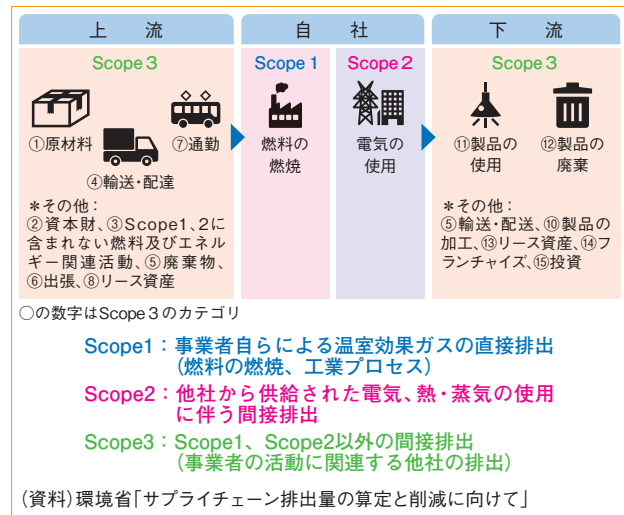 上流
自社
下流
Scope 3
Scope 1
Scope 2
Scope 3
①原材料
⑦通勤
④輸送・配達
燃料の
燃焼
電気の
使用
⑪製品の
使用
⑫製品の
廃棄
＊その他：
②資本財、③Scope1、2に
含まれない燃料及びエネル
ギー関連活動、⑤廃棄物、
⑥出張、⑧リース資産
＊その他：
⑤輸送・配送、⑩製品の
加工、⑬リース資産、⑭フ
ランチャイズ、⑮投資
○の数字はScope 3 のカテゴリ
Scope1：事業者自らによる温室効果ガスの直接排出
（燃料の燃焼、工業プロセス）
Scope2：他社から供給された電気、熱・蒸気の使用
に伴う間接排出
Scope3：Scope1、Scope2以外の間接排出
（事業者の活動に関連する他社の排出）
（資料）環境省「サプライチェーン排出量の算定と削減に向けて」